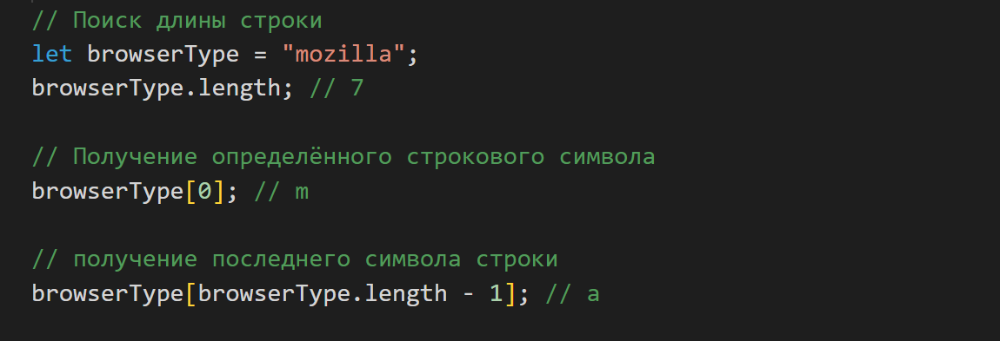 // Поиск длины строки
let browserType = "mozilla";
browserType.length; // 7
// Получение определённого строкового символа
browserType[0]; // m
// получение последнего символа строки
browserType[browserType.length - 1]; // a